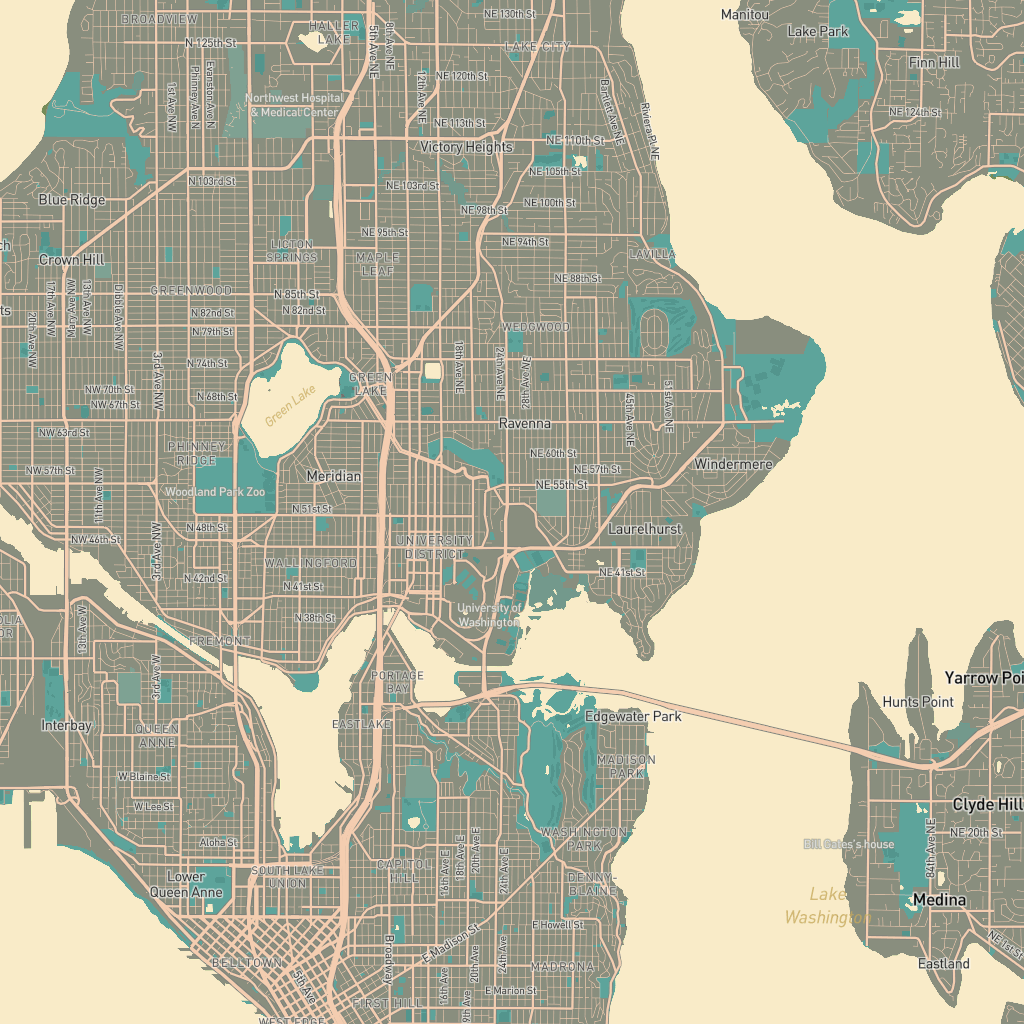 BROADVIEW
HALLER
LAKE
NE 130th St
Manitou
Lake Park
Finn Hill
N 125th St
5th Ave NE
8th Ave NE
LAKE CITY
1st Ave NW
Phinney Ave N
Evanston Ave N
NE 120th St
12th Ave NE
Bartlett Ave NE
Riviera Pl NE
NE 124th St
Northwest Hospital
& Medical Center
NE 113th St
Victory Heights
NE 110th St
N 103rd St
NE 103rd St
NE 105th St
Blue Ridge
NE 98th St
NE 100th St
NE 95th St
NE 94th St
LICTON
SPRINGS
MAPLE
LEAF
LAVILLA
Crown Hill
NE 88th St
GREENWOOD
N 85th St
N 82nd St
N 82nd St
N 79th St
20th Ave NW
17th Ave NW
Mary Ave NW
13th Ave NW
Dibble Ave NW
3rd Ave NW
WEDGWOOD
18th Ave NE
24th Ave NE
28th Ave NE
N 74th St
GREEN
LAKE
Green Lake
NW 70th St
NW 67th St
N 68th St
45th Ave NE
51st Ave NE
NW 63rd St
Ravenna
PHINNEY
RIDGE
NE 60th St
NE 57th St
Windermere
NW 57th St
11th Ave NW
Meridian
Woodland Park Zoo
NE 55th St
N 51st St
N 48th St
Laurelhurst
NW 46th St
3rd Ave NW
UNIVERSITY
DISTRICT
WALLINGFORD
N 42nd St
N 41st St
NE 41st St
13th Ave W
N 38th St
University of
Washington
FREMONT
3rd Ave W
PORTAGE
BAY
Yarrow Poi
Hunts Point
Interbay
QUEEN
ANNE
EASTLAKE
Edgewater Park
W Blaine St
MADISON
PARK
W Lee St
Clyde Hill
Aloha St
WASHINGTON
PARK
NE 20th St
84th Ave NE
Bill Gates's house
Lower
Queen Anne
SOUTH LAKE
UNION
CAPITOL
HILL
16th Ave E
18th Ave E
20th Ave E
24th Ave E
DENNY-
BLAINE
Lake
Washington
Medina
E Howell St
E Madison St
Broadway
NE 1st St
BELLTOWN
5th Ave
16th Ave
20th Ave
24th Ave
MADRONA
Eastland
E Marion St
FIRST HILL
WEST EDGE